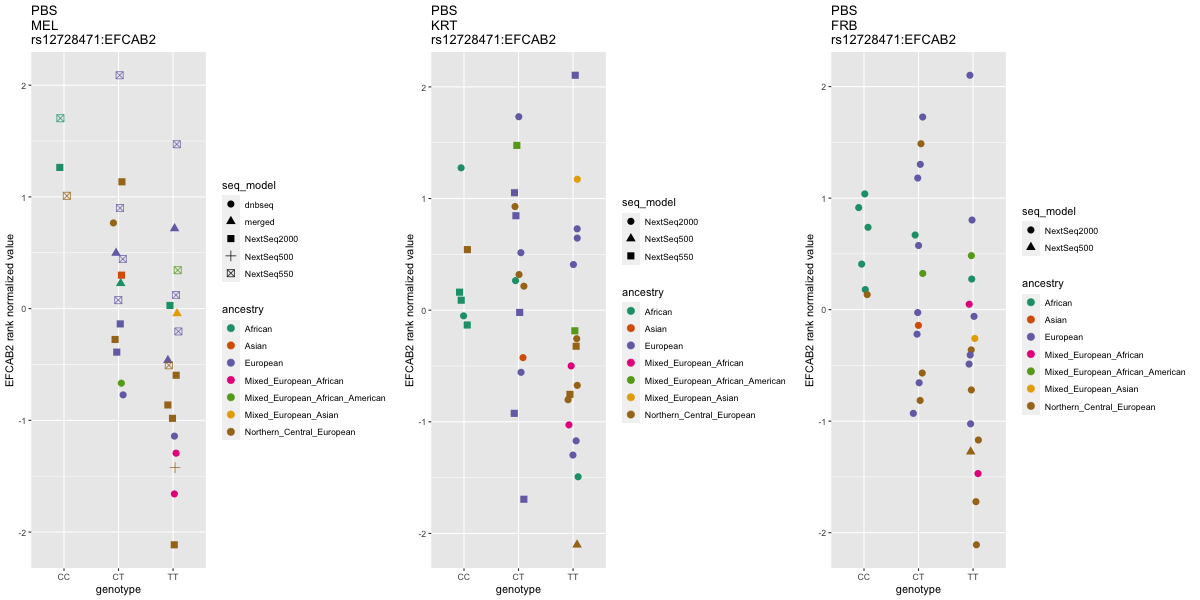 PBS
MEL
rs12728471:EFCAB2
EFCAB2 rank normalized value
2
1
0
-1
-2
CC
CT
TT
genotype
seq_model
dnbseq
merged
NextSeq2000
NextSeq500
NextSeq550
ancestry
African
Asian
European
Mixed_European_African
Mixed_European_African_American
Mixed_European_Asian
Northern_Central_European
PBS
KRT
rs12728471:EFCAB2
EFCAB2 rank normalized value
2
1
0
-1
-2
CC
CT
TT
genotype
seq_model
NextSeq2000
NextSeq500
NextSeq550
ancestry
African
Asian
European
Mixed_European_African
Mixed_European_African_American
Mixed_European_Asian
Northern_Central_European
PBS
FRB
rs12728471:EFCAB2
EFCAB2 rank normalized value
2
1
0
-1
-2
CC
CT
TT
genotype
seq_model
NextSeq2000
NextSeq500
ancestry
African
Asian
European
Mixed_European_African
Mixed_European_African_American
Mixed_European_Asian
Northern_Central_European